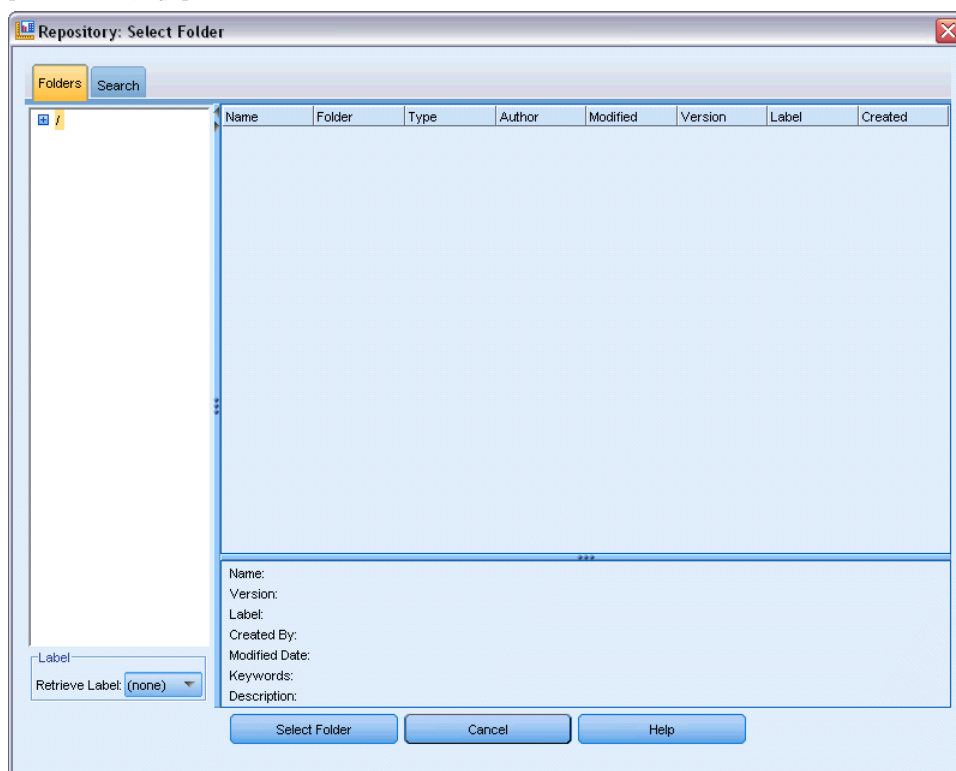 Repository: Select Folder
Folders Search
/
Name Folder Type Author Modified Version Label Created
Name:
Version:
Label:
Created By:
Modified Date:
Keywords:
Description:
Label
Retrieve Label: (none)
Select Folder Cancel Help